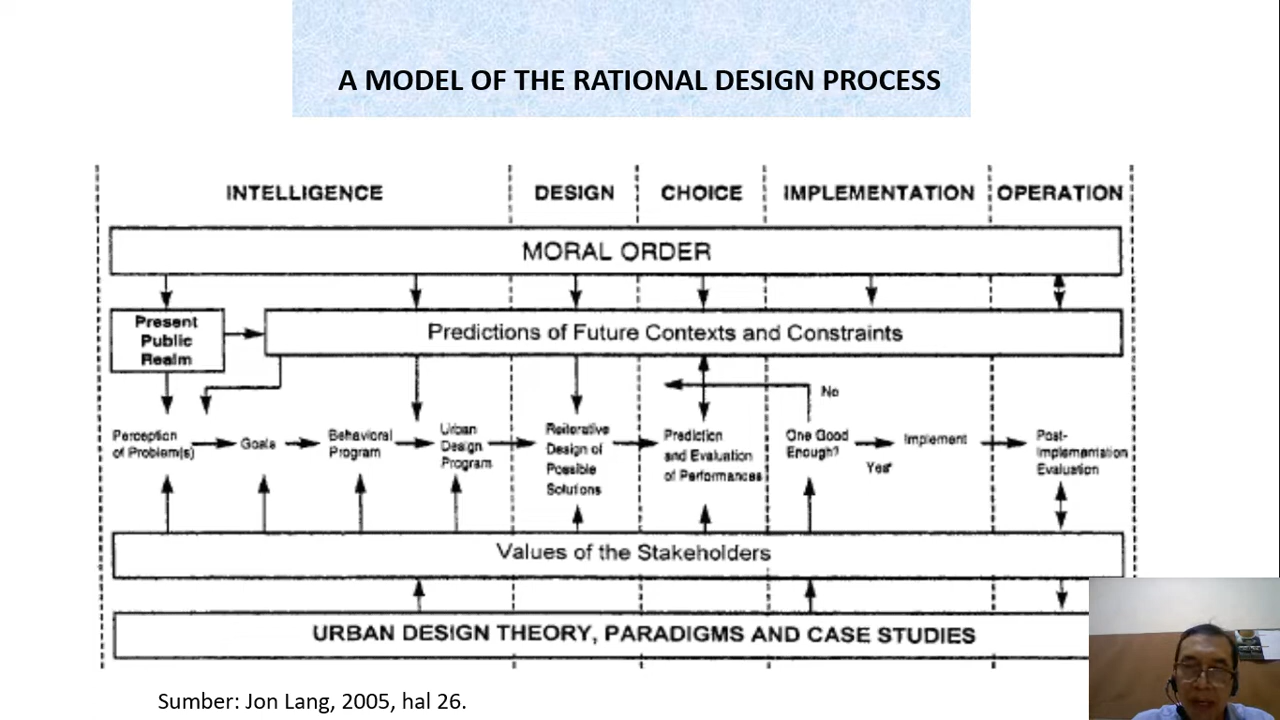 A MODEL OF THE RATIONAL DESIGN PROCESS
INTELLIGENCE
DESIGN
CHOICE
IMPLEMENTATION
OPERATION
MORAL ORDER
Present
Public
Realm
Predictions of Future Contexts and Constraints
No
Perception
of Problem(s)
Goals
Behavioral
Program
Urban
Design
Program
Reiterative
Design of
Possible
Solutions
Prediction
and Evaluation
of Performances
One Good
Enough?
Yes
Implement
Post-
Implementation
Evaluation
Values of the Stakeholders
URBAN DESIGN THEORY, PARADIGMS AND CASE STUDIES
Sumber: Jon Lang, 2005, hal 26.